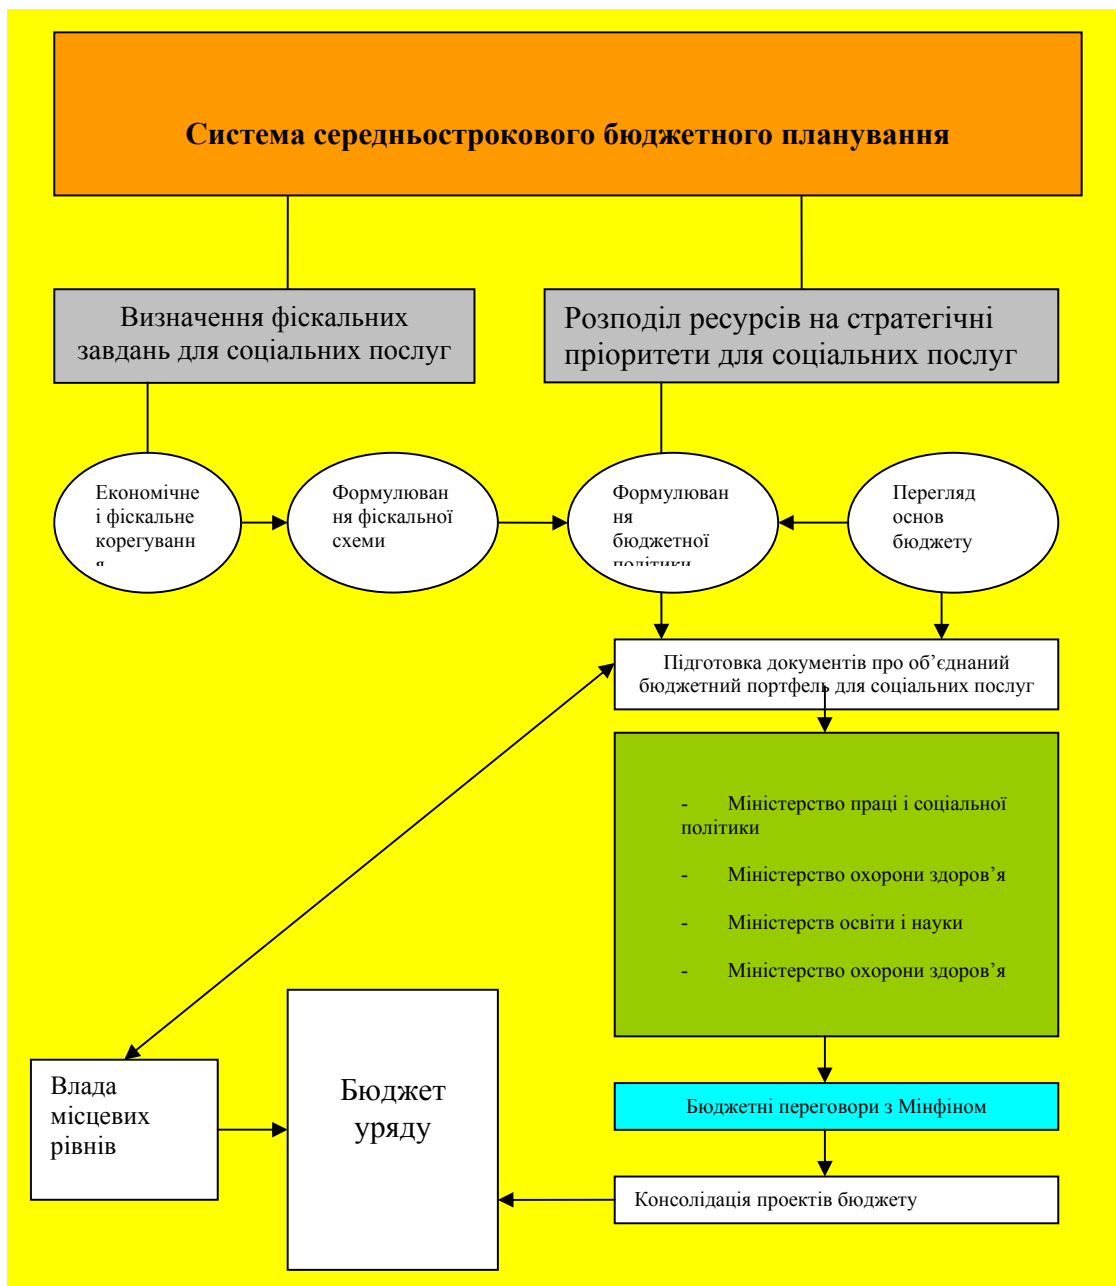 Система середньострокового бюджетного планування
Визначення фіскальних
завдань для соціальних послуг
Розподіл ресурсів на стратегічні
пріоритети для соціальних послуг
Економічне
і фіскальне
корегуванн
я
Формулюван
ня фіскальної
схеми
Формулюван
ня
бюджетної
політики
Перегляд
основ
бюджету
Підготовка документів про об’єднаний
бюджетний портфель для соціальних послуг
- Міністерство праці і соціальної
політики
- Міністерство охорони здоров’я
- Міністерств освіти і науки
- Міністерство охорони здоров’я
Влада
місцевих
рівнів
Бюджет
уряду
Бюджетні переговори з Мінфіном
Консолідація проектів бюджету